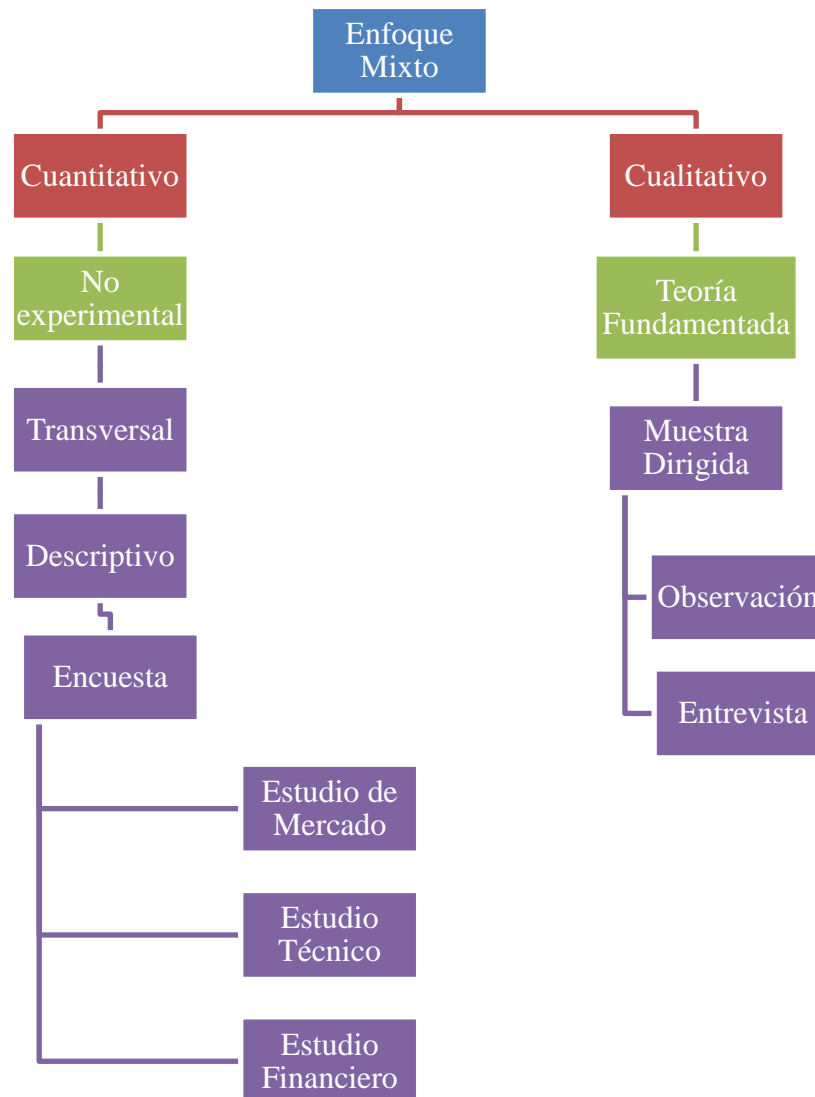 Enfoque
Mixto
Cuantitativo
No
experimental
Transversal
Descriptivo
Encuesta
Estudio de
Mercado
Estudio
Técnico
Estudio
Financiero
Cualitativo
Teoría
Fundamentada
Muestra
Dirigida
Observación
Entrevista